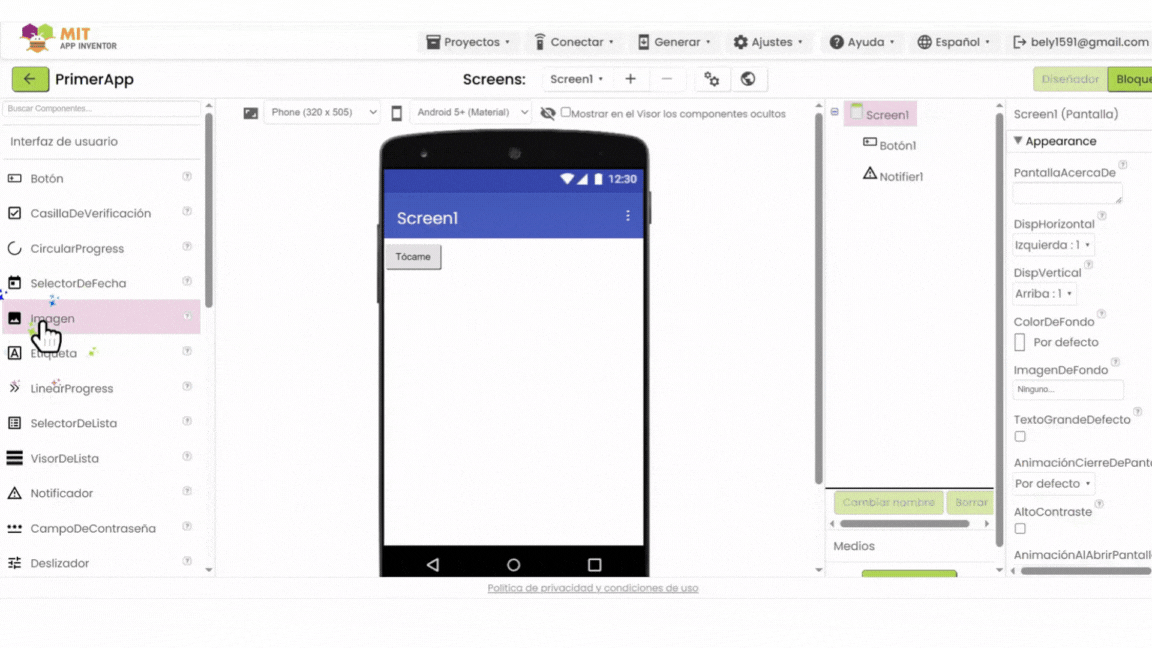 MIT
APP INVENTOR
Proyectos
Conectar
Generar
Ajustes
Ayuda
Español
bely1591@gmail.com
PrimerApp
Screens:
Screen1
Diseñador
Bloque
Buscar Componentes...
Interfaz de usuario
Botón
CasillaDeVerificación
CircularProgress
SelectorDeFecha
Imagen
Etiqueta
LinearProgress
SelectorDeLista
VisorDeLista
Notificador
CampoDeContraseña
Deslizador
Phone (320 x 505)
Android 5+ (Material)
Mostrar en el Visor los componentes ocultos
12:30
Screen1
Tócame
Screen1
Botón1
Notifier1
Cambiar nombre
Borrar
Medios
Screen1 (Pantalla)
Appearance
PantallaAcercaDe
DispHorizontal
Izquierda : 1
DispVertical
Arriba : 1
ColorDeFondo
Por defecto
ImagenDeFondo
Ninguno...
TextoGrandeDefecto
AnimaciónCierreDePanta
Por defecto
AltoContraste
AnimaciónAlAbrirPantall
Política de privacidad y condiciones de uso